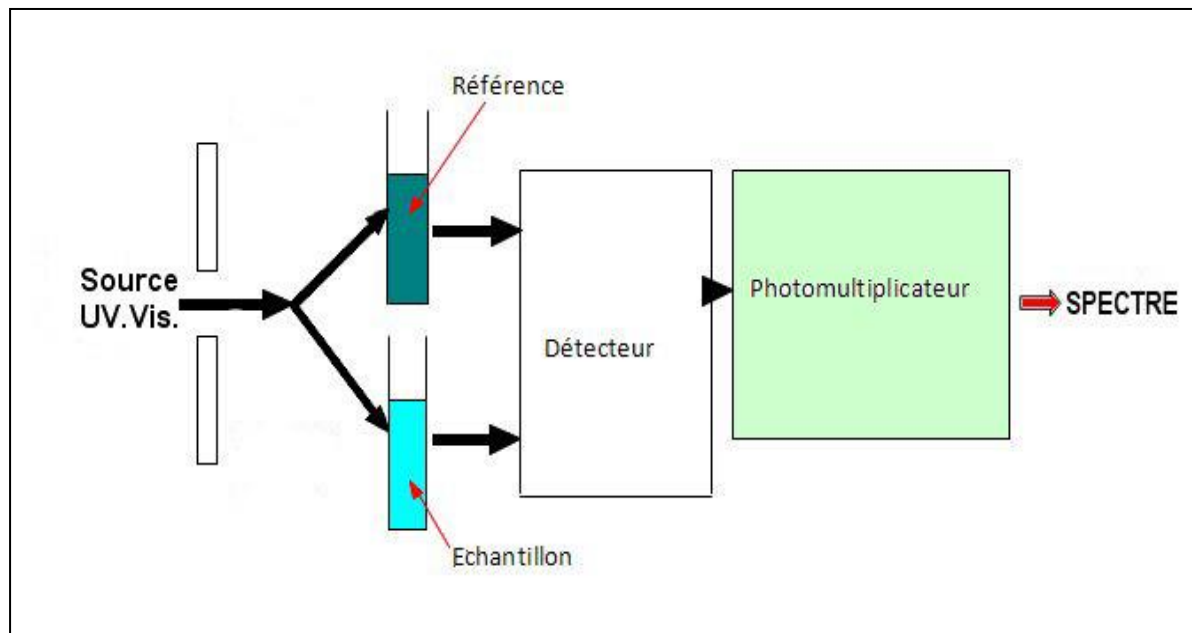 Référence
Source
UV.Vis.
Détecteur
Photomultiplicateur
SPECTRE
Echantillon